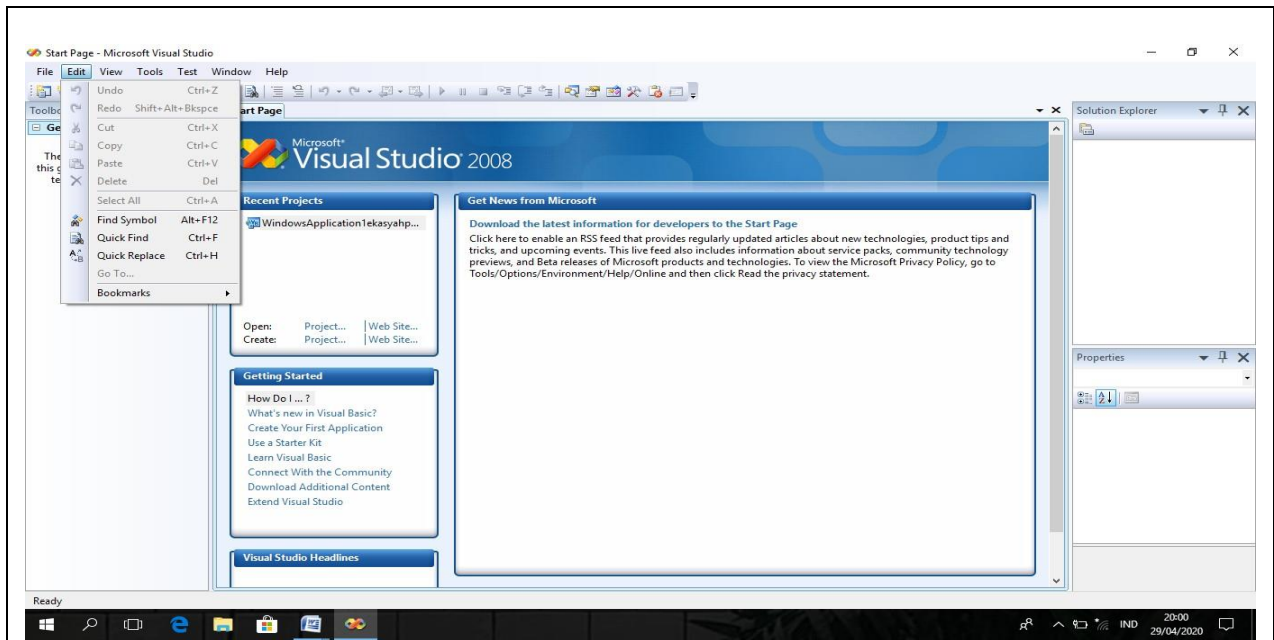 Start Page - Microsoft Visual Studio
File Edit View Tools Test Window Help
Undo Ctrl+Z
Redo Shift+Alt+Bkspce
Cut Ctrl+X
Copy Ctrl+C
Paste Ctrl+V
Delete Del
Select All Ctrl+A
Find Symbol Alt+F12
Quick Find Ctrl+F
Quick Replace Ctrl+H
Go To...
Bookmarks
Toolbo
Ge
The
this g
te
art Page
Microsoft
Visual Studio 2008
Recent Projects
WindowsApplication1ekasyahp...
Open: Project... | Web Site...
Create: Project... | Web Site...
Getting Started
How Do I ... ?
What's new in Visual Basic?
Create Your First Application
Use a Starter Kit
Learn Visual Basic
Connect With the Community
Download Additional Content
Extend Visual Studio
Visual Studio Headlines
Get News from Microsoft
Download the latest information for developers to the Start Page
Click here to enable an RSS feed that provides regularly updated articles about new technologies, product tips and
tricks, and upcoming events. This live feed also includes information about service packs, community technology
previews, and Beta releases of Microsoft products and technologies. To view the Microsoft Privacy Policy, go to
Tools/Options/Environment/Help/Online and then click Read the privacy statement.
Solution Explorer
Properties
Ready
IND
20:00
29/04/2020